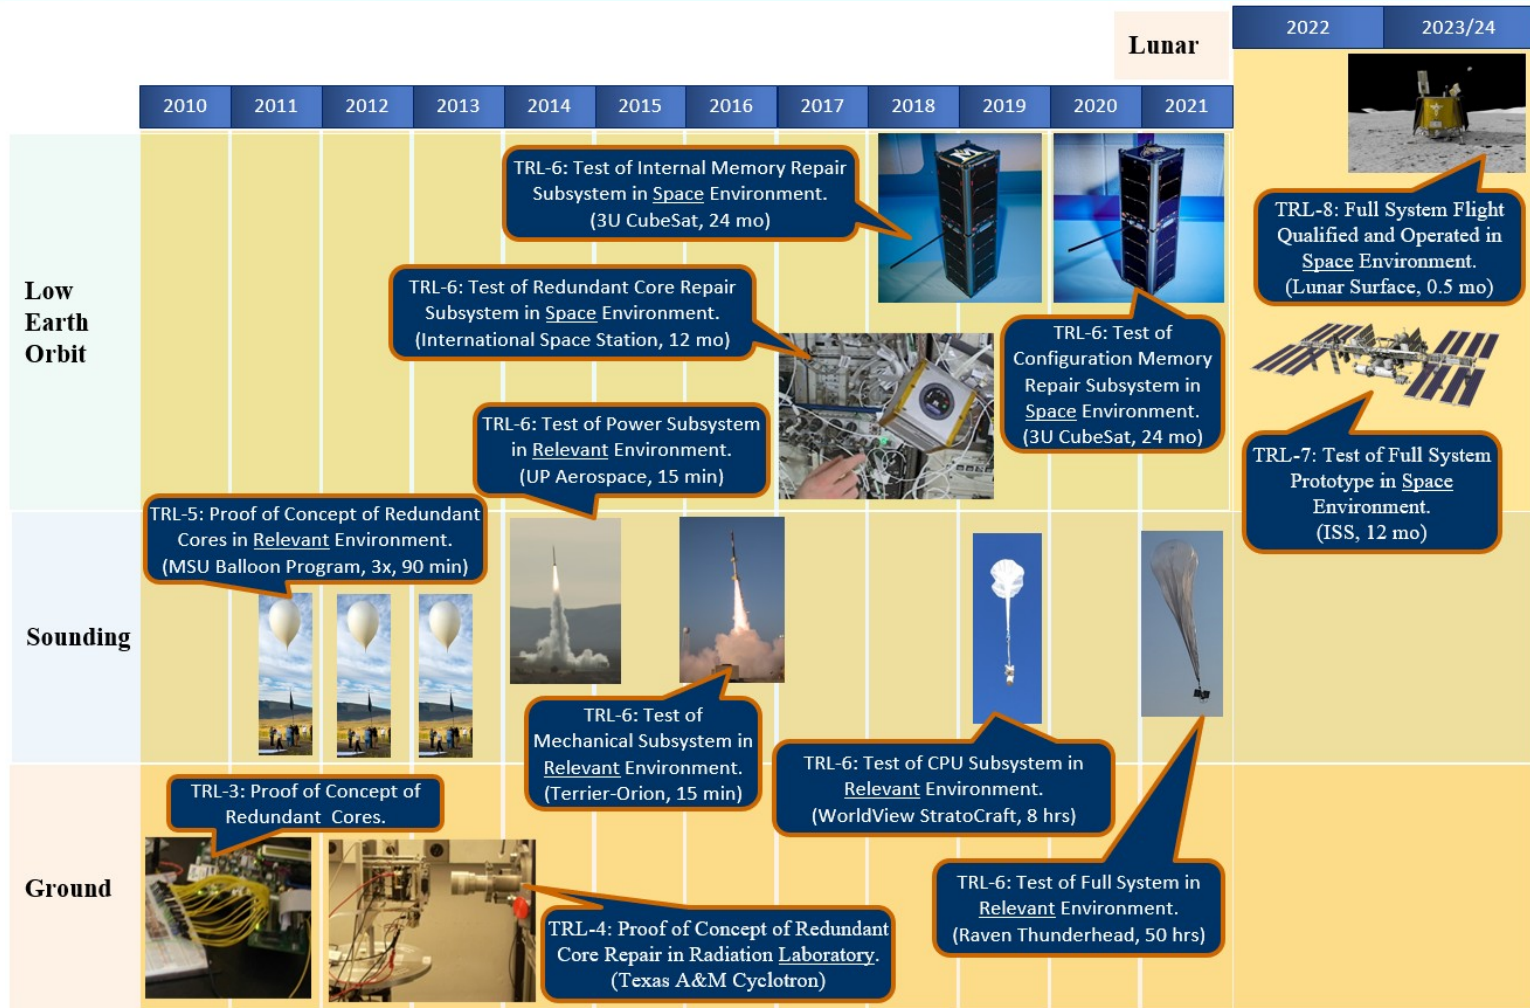 2022
2023/24
Lunar
2010
2011
2012
2013
2014
2015
2016
2017
2018
2019
2020
2021
Low
Earth
Orbit
TRL-6: Test of Internal Memory Repair
Subsystem in Space Environment.
(3U CubeSat, 24 mo)
TRL-8: Full System Flight
Qualified and Operated in
Space Environment.
(Lunar Surface, 0.5 mo)
TRL-6: Test of Redundant Core Repair
Subsystem in Space Environment.
(International Space Station, 12 mo)
TRL-6: Test of
Configuration Memory
Repair Subsystem in
Space Environment.
(3U CubeSat, 24 mo)
TRL-6: Test of Power Subsystem
in Relevant Environment.
(UP Aerospace, 15 min)
TRL-7: Test of Full System
Prototype in Space
Environment.
(ISS, 12 mo)
Sounding
TRL-5: Proof of Concept of Redundant
Cores in Relevant Environment.
(MSU Balloon Program, 3x, 90 min)
TRL-6: Test of
Mechanical Subsystem in
Relevant Environment.
(Terrier-Orion, 15 min)
TRL-6: Test of CPU Subsystem in
Relevant Environment.
(WorldView StratoCraft, 8 hrs)
Ground
TRL-3: Proof of Concept of
Redundant Cores.
TRL-4: Proof of Concept of Redundant
Core Repair in Radiation Laboratory.
(Texas A&M Cyclotron)
TRL-6: Test of Full System in
Relevant Environment.
(Raven Thunderhead, 50 hrs)